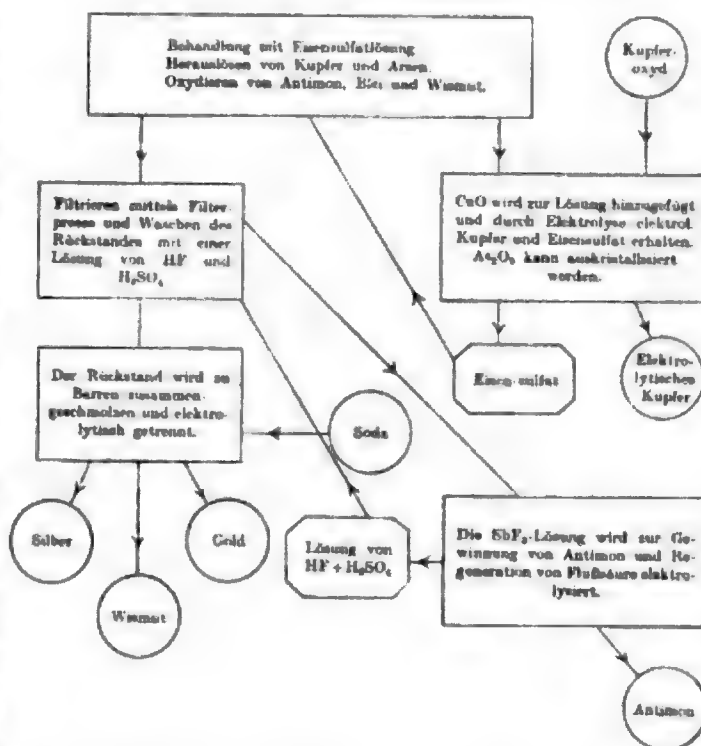 Behandlung mit Eisensulfatlösung
Herauslösen von Kupfer und Arsen.
Oxydieren von Antimon, Blei und Wismut.
Kupfer-
oxyd
Filtrieren mittels Filter-
presse und Waschen des
Rückstandes mit einer
Lösung von HF und
H₂SO₄
CuO wird zur Lösung hinzugefügt
und durch Elektrolyse elektrol.
Kupfer und Eisensulfat erhalten.
As₂O₃ kann auskristallisiert
werden.
Der Rückstand wird zu
Barren zusammen-
geschmolzen und elektro-
lytisch getrennt.
Eisen-sulfat
Elektro-
lytisches
Kupfer
Soda
Silber
Gold
Wismut
Lösung von
HF + H₂SO₄
Die SbF₃-Lösung wird zur Ge-
winnung von Antimon und Re-
generation von Flußsäure elektro-
lysiert.
Antimon